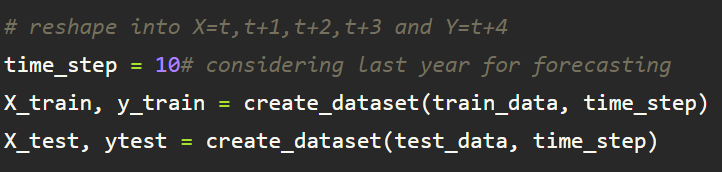 # reshape into X=t,t+1,t+2,t+3 and Y=t+4
time_step = 10# considering last year for forecasting
X_train, y_train = create_dataset(train_data, time_step)
X_test, ytest = create_dataset(test_data, time_step)